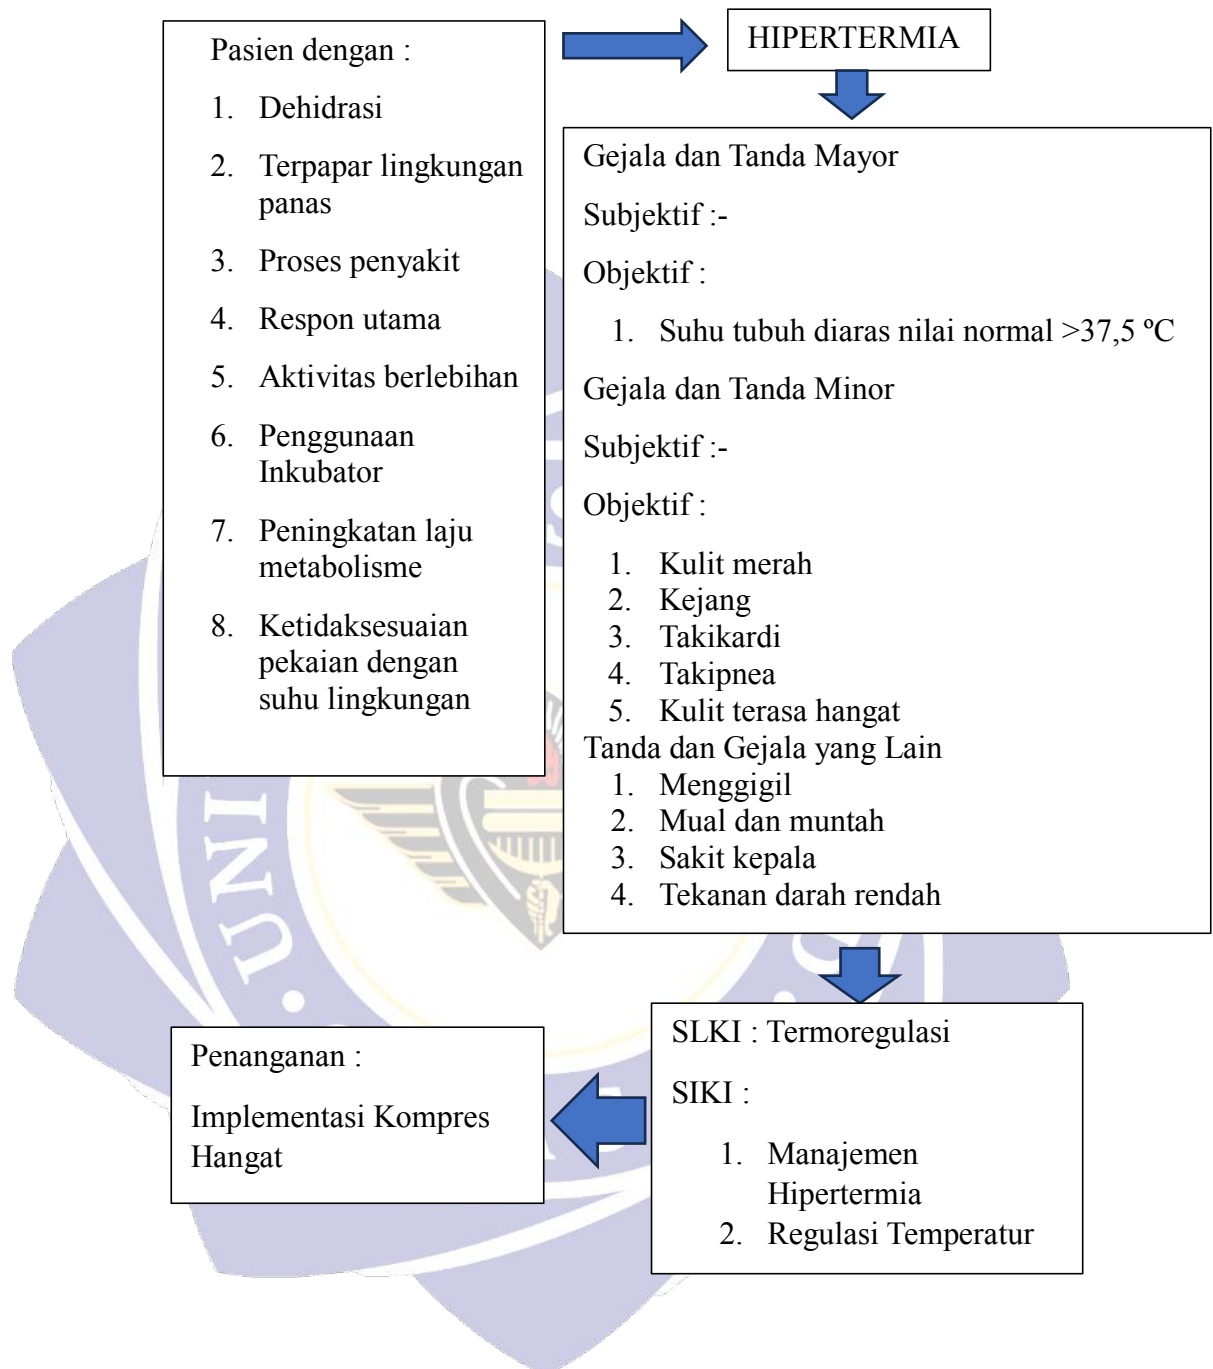 Pasien dengan :
1. Dehidrasi
2. Terpapar lingkungan
panas
3. Proses penyakit
4. Respon utama
5. Aktivitas berlebihan
6. Penggunaan
Inkubator
7. Peningkatan laju
metabolisme
8. Ketidaksesuaian
pekaian dengan
suhu lingkungan
HIPERTERMIA
Gejala dan Tanda Mayor
Subjektif :-
Objektif :
1. Suhu tubuh diaras nilai normal >37,5 ºC
Gejala dan Tanda Minor
Subjektif :-
Objektif :
1. Kulit merah
2. Kejang
3. Takikardi
4. Takipnea
5. Kulit terasa hangat
Tanda dan Gejala yang Lain
1. Menggigil
2. Mual dan muntah
3. Sakit kepala
4. Tekanan darah rendah
SLKI : Termoregulasi
SIKI :
1. Manajemen
Hipertermia
2. Regulasi Temperatur
Penanganan :
Implementasi Kompres
Hangat